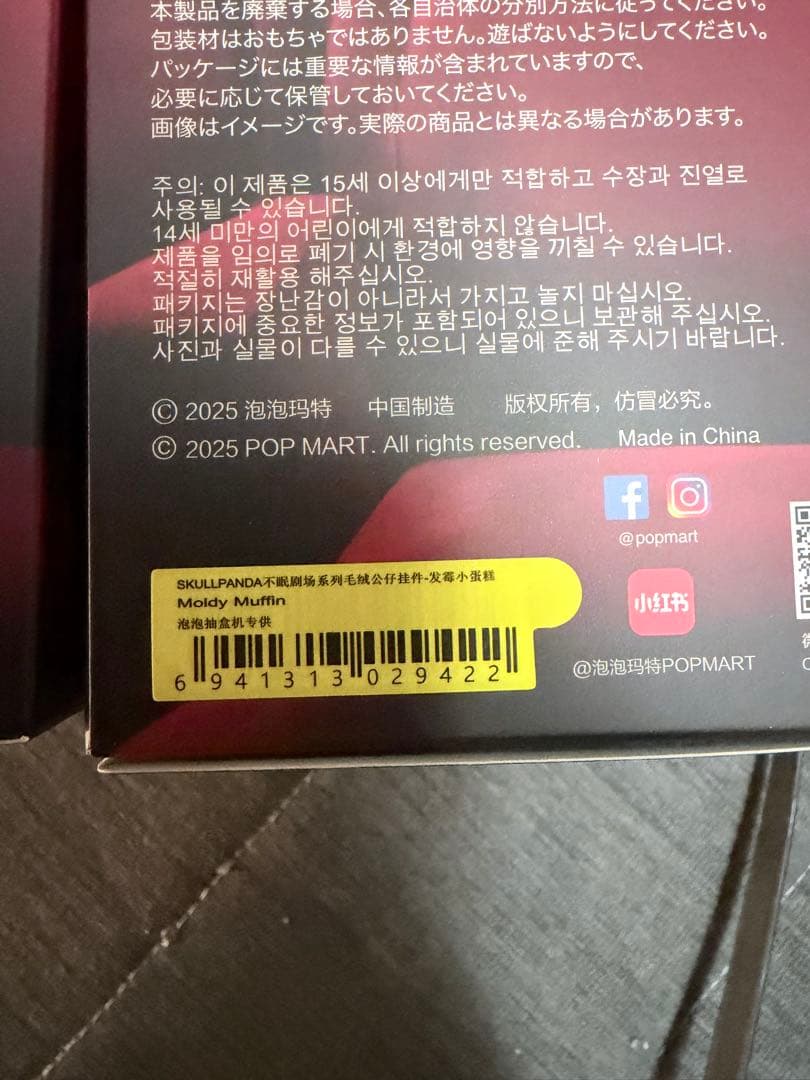 本製品を廃棄する場合、各自治体の分別方法に従ってください。
包装材はおもちゃではありません。遊ばないようにしてください。
パッケージには重要な情報が含まれていますので、
必要に応じて保管しておいてください。
画像はイメージです。実際の商品とは異なる場合があります。
주의: 이 제품은 15세 이상에게만 적합하고 수장과 진열로
사용될 수 있습니다.
14세 미만의 어린이에게 적합하지 않습니다.
제품을 임의로 폐기 시 환경에 영향을 끼칠 수 있습니다.
적절히 재활용 해주십시오.
패키지는 장난감이 아니라서 가지고 놀지 마십시오.
패키지에 중요한 정보가 포함되어 있으니 보관해 주십시오.
사진과 실물이 다를 수 있으니 실물에 준해 주시기 바랍니다.
© 2025 泡泡玛特 中国制造 版权所有，仿冒必究。
© 2025 POP MART. All rights reserved. Made in China
@popmart
SKULLPANDA不眠剧场系列毛绒公仔挂件-发霉小蛋糕
Moldy Muffin
泡泡抽盒机专供
6 941313 029422
小红书
@泡泡玛特POPMART